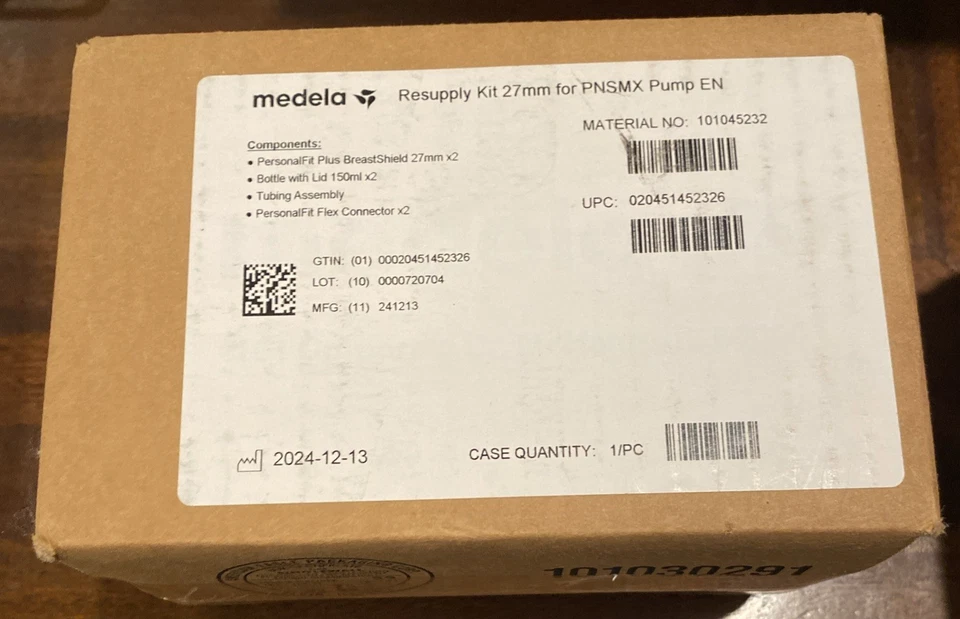 medela Resupply Kit 27mm for PNSMX Pump EN
MATERIAL NO: 101045232
Components:
• PersonalFit Plus BreastShield 27mm x2
• Bottle with Lid 150ml x2
• Tubing Assembly
• PersonalFit Flex Connector x2
UPC: 020451452326
GTIN: (01) 00020451452326
LOT: (10) 0000720704
MFG: (11) 241213
2024-12-13
CASE QUANTITY: 1/PC
101030291